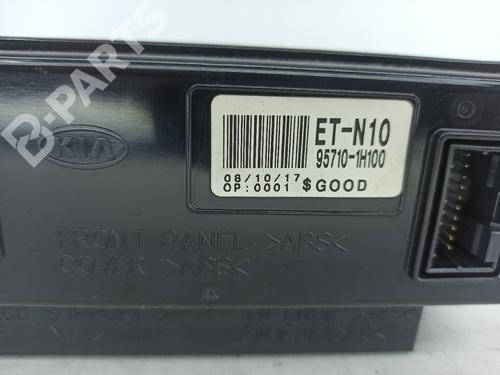 B-PARTS
KIA
ET-N10
95710-1H100
08/10/17
OP:0001 $GOOD
FRONT PANEL >ABS<
COVER >ABS<